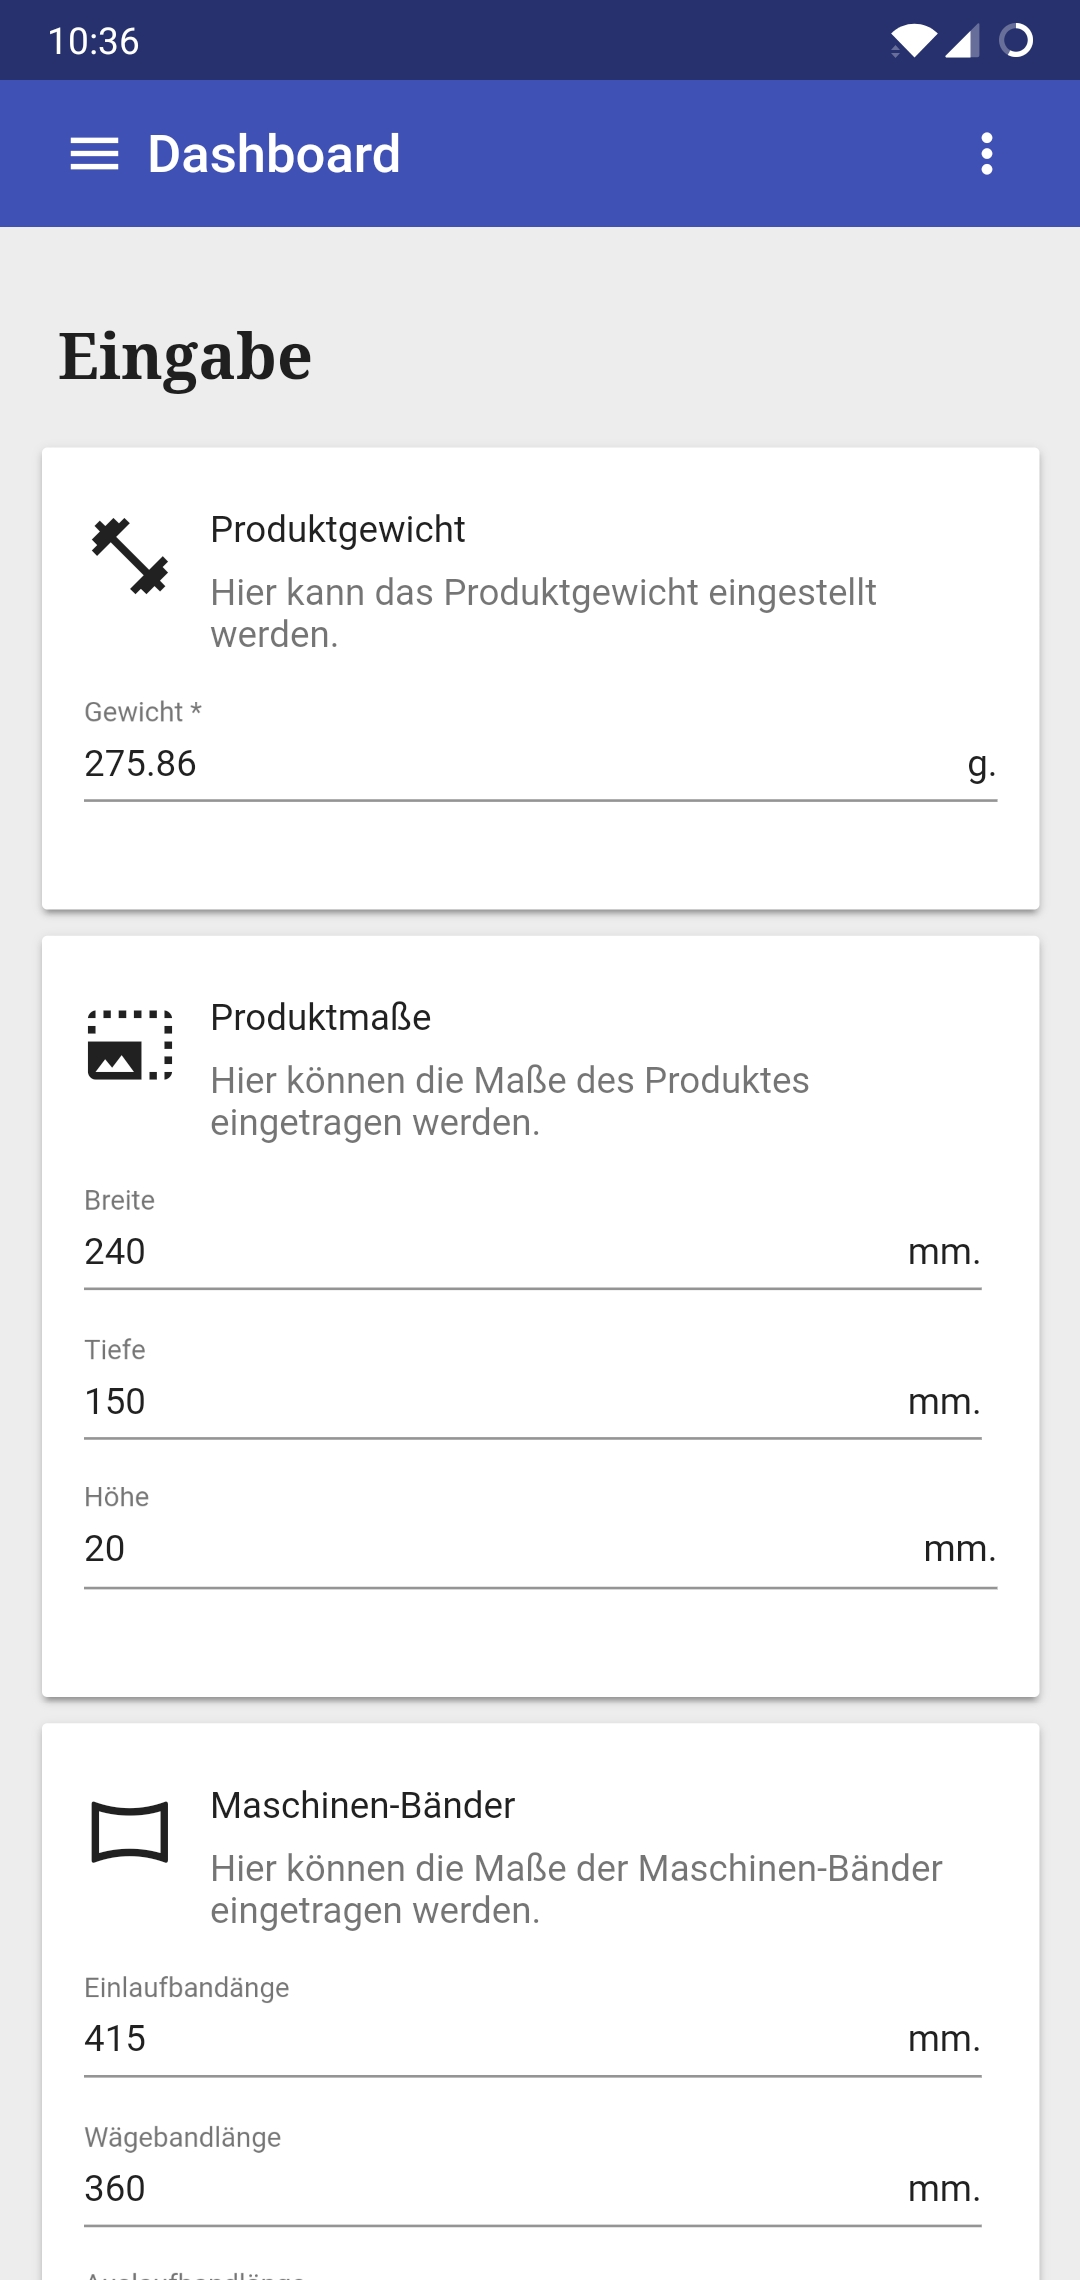 10:36
Dashboard
Eingabe
Produktgewicht
Hier kann das Produktgewicht eingestellt
werden.
Gewicht *
275.86 g.
Produktmaße
Hier können die Maße des Produktes
eingetragen werden.
Breite
240 mm.
Tiefe
150 mm.
Höhe
20 mm.
Maschinen-Bänder
Hier können die Maße der Maschinen-Bänder
eingetragen werden.
Einlaufbandänge
415 mm.
Wägebandlänge
360 mm.